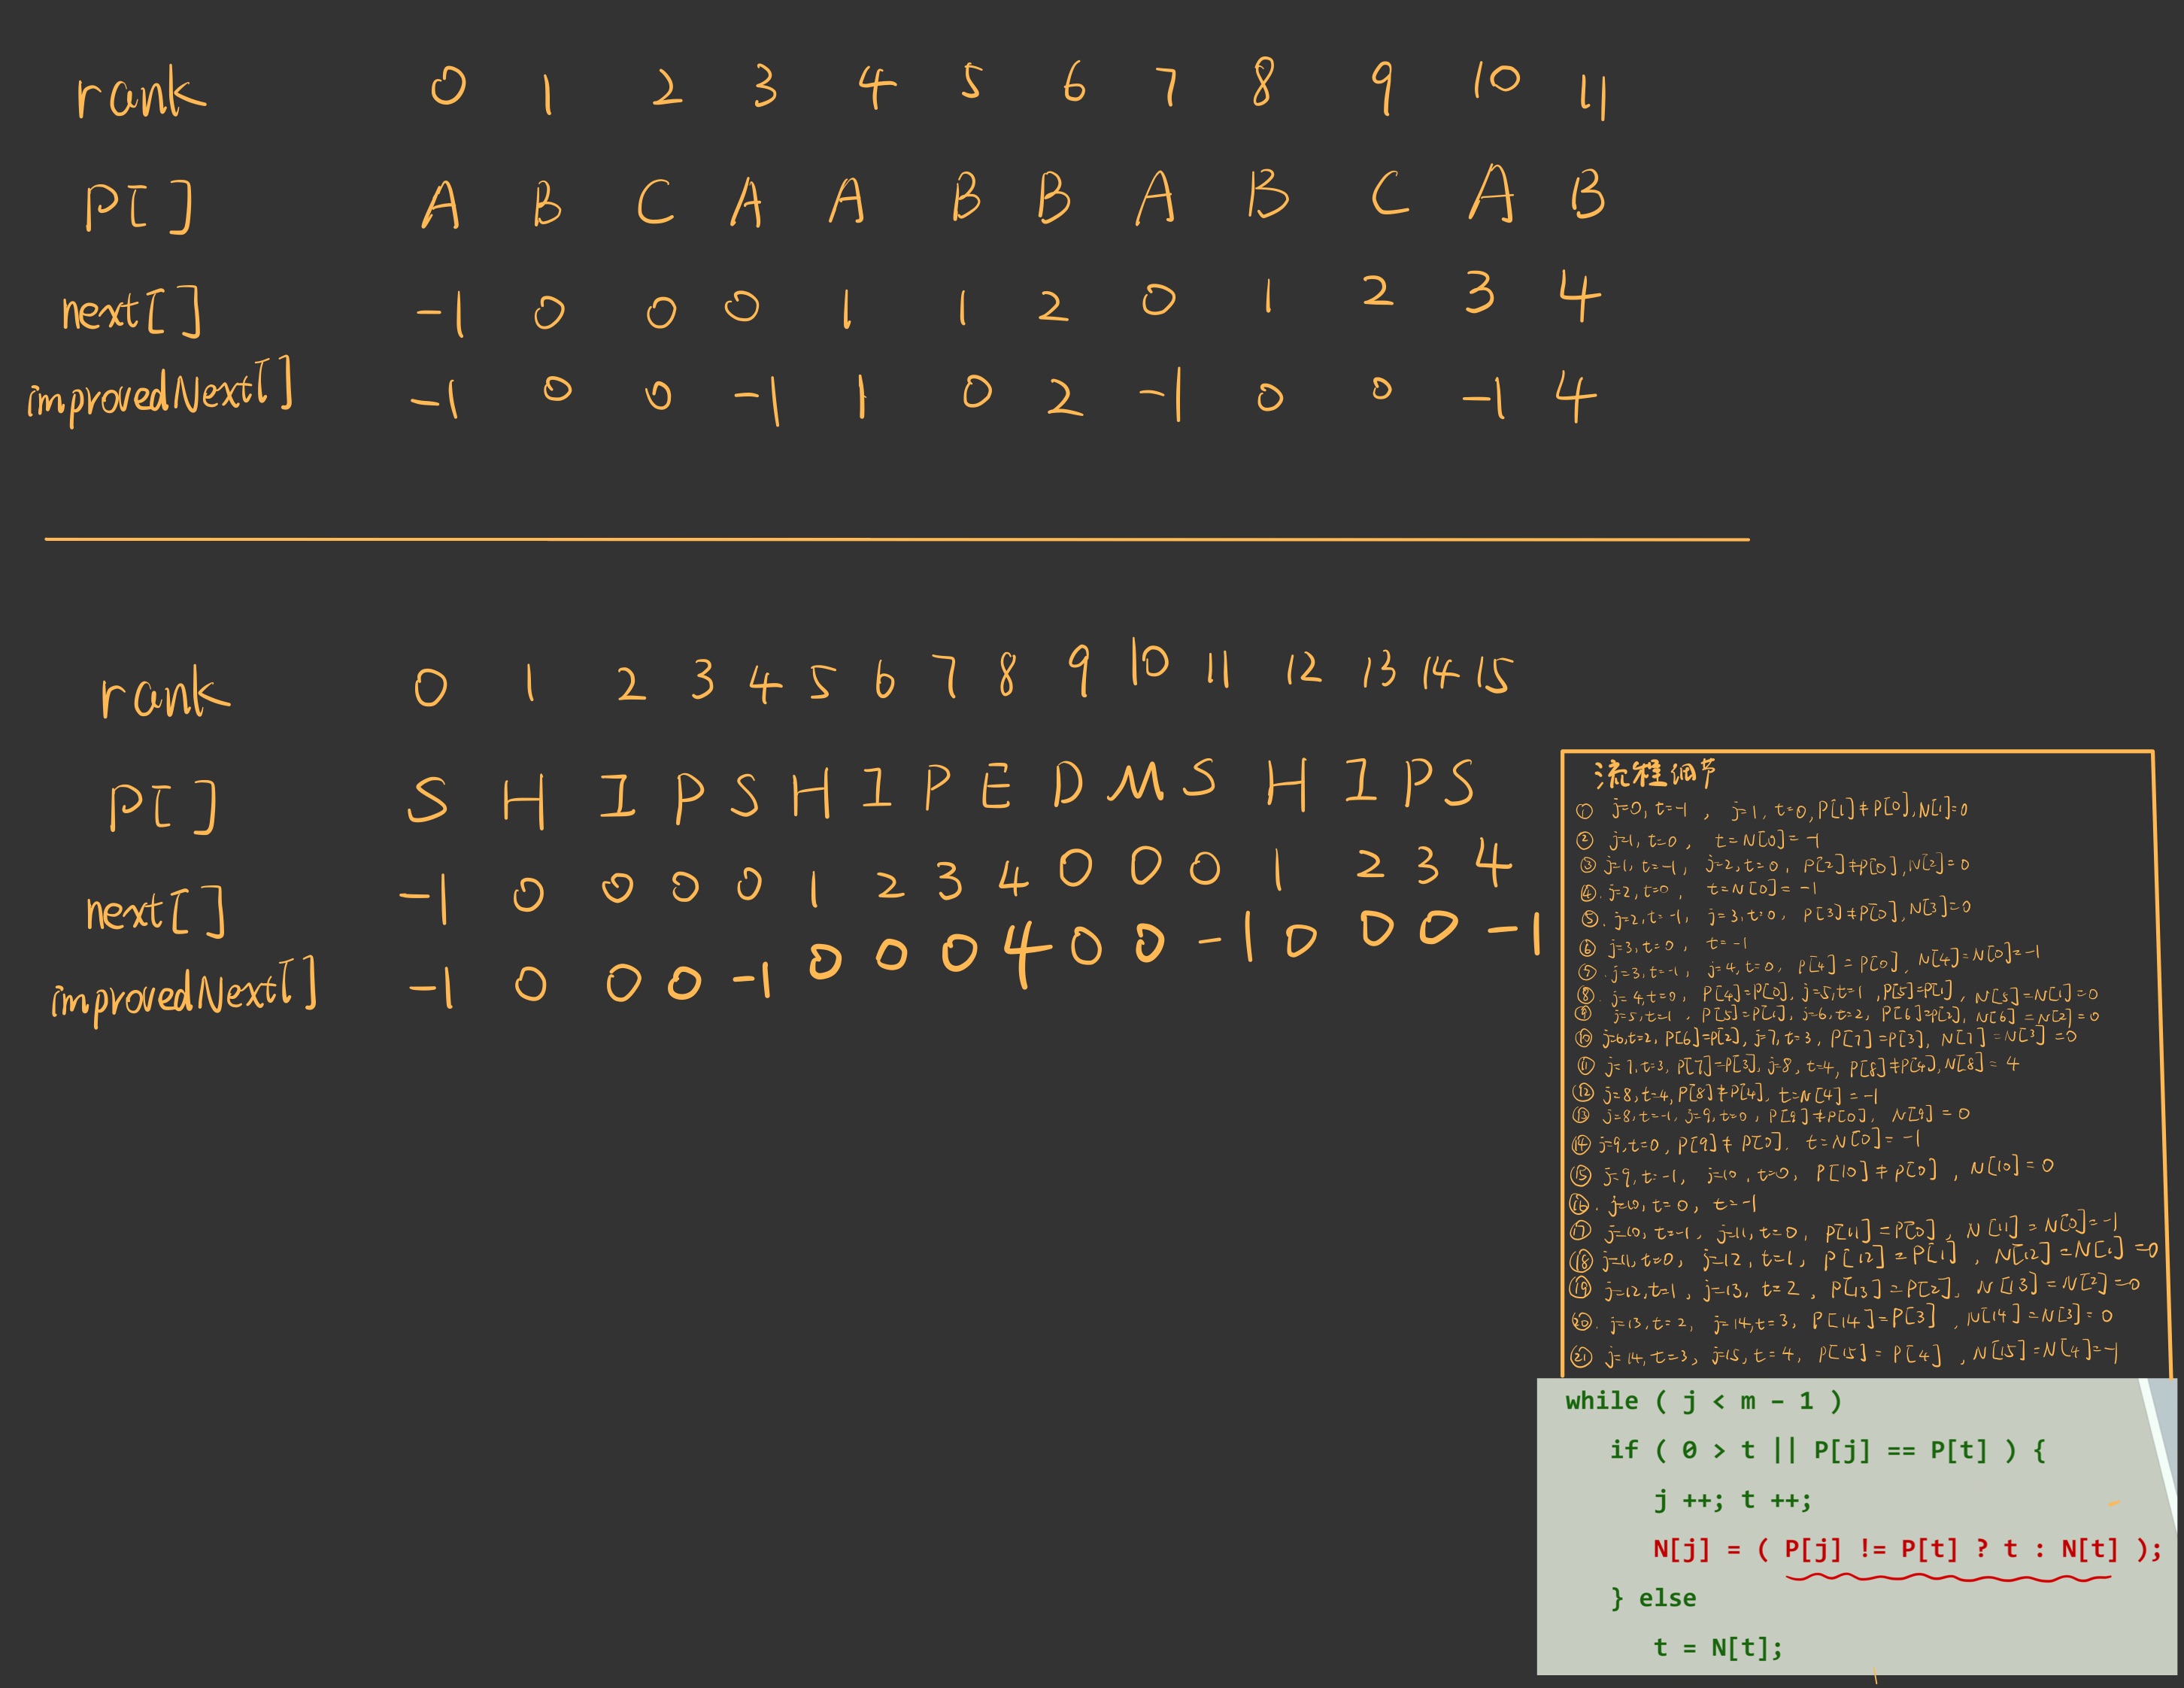 rank 0 1 2 3 4 5 6 7 8 9 10 11
P[ ] A B C A A B B A B C A B
next[ ] -1 0 0 0 1 1 2 0 1 2 3 4
improvedNext[ ] -1 0 0 -1 1 0 2 -1 0 0 -1 4
rank 0 1 2 3 4 5 6 7 8 9 10 11 12 13 14 15
P[ ] S H I P S H I P E D M S H I P S
next[ ] -1 0 0 0 0 1 2 3 4 0 0 0 1 2 3 4
improvedNext[ ] -1 0 0 0 -1 0 0 0 4 0 0 -1 0 0 0 -1
流程细节
① j=0, t=-1, j=1, t=0, P[1]≠P[0], N[1]=0
② j=1, t=0, t=N[0]=-1
③ j=1, t=-1, j=2, t=0, P[2]≠P[0], N[2]=0
④. j=2, t=0, t=N[0]=-1
⑤. j=2, t=-1, j=3, t=0, P[3]≠P[0], N[3]=0
⑥ j=3, t=0, t=-1
⑦. j=3, t=-1, j=4, t=0, P[4]=P[0], N[4]=N[0]=-1
⑧. j=4, t=0, P[4]=P[0], j=5, t=1, P[5]=P[1], N[5]=N[1]=0
⑨ j=5, t=1, P[5]=P[1], j=6, t=2, P[6]=P[2], N[6]=N[2]=0
⑩ j=6, t=2, P[6]=P[2], j=7, t=3, P[7]=P[3], N[7]=N[3]=0
⑪ j=7, t=3, P[7]=P[3], j=8, t=4, P[8]≠P[4], N[8]=4
⑫ j=8, t=4, P[8]≠P[4], t=N[4]=-1
⑬ j=8, t=-1, j=9, t=0, P[9]≠P[0], N[9]=0
⑭ j=9, t=0, P[9]≠P[0], t=N[0]=-1
⑮ j=9, t=-1, j=10, t=0, P[10]≠P[0], N[10]=0
⑯. j=10, t=0, t=-1
⑰ j=10, t=-1, j=11, t=0, P[11]=P[0], N[11]=N[0]=-1
⑱ j=11, t=0, j=12, t=1, P[12]=P[1], N[12]=N[1]=0
⑲ j=12, t=1, j=13, t=2, P[13]=P[2], N[13]=N[2]=0
⑳. j=13, t=2, j=14, t=3, P[14]=P[3], N[14]=N[3]=0
㉑ j=14, t=3, j=15, t=4, P[15]=P[4], N[15]=N[4]=-1
while ( j < m - 1 )
if ( 0 > t || P[j] == P[t] ) {
j ++; t ++;
N[j] = ( P[j] != P[t] ? t : N[t] );
} else
t = N[t];